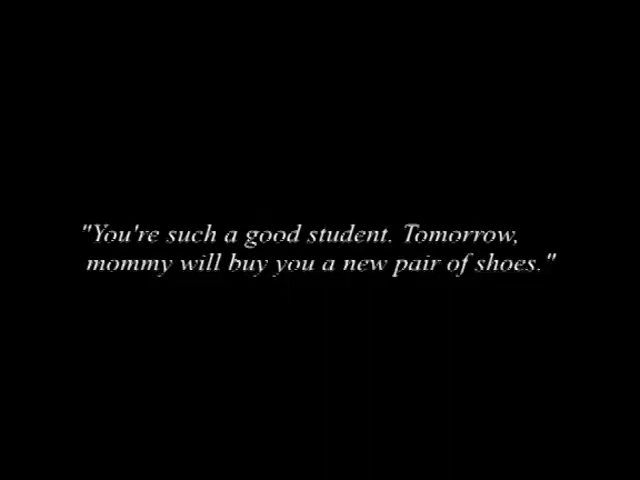 "You're such a good student. Tomorrow,
mommy will buy you a new pair of shoes."